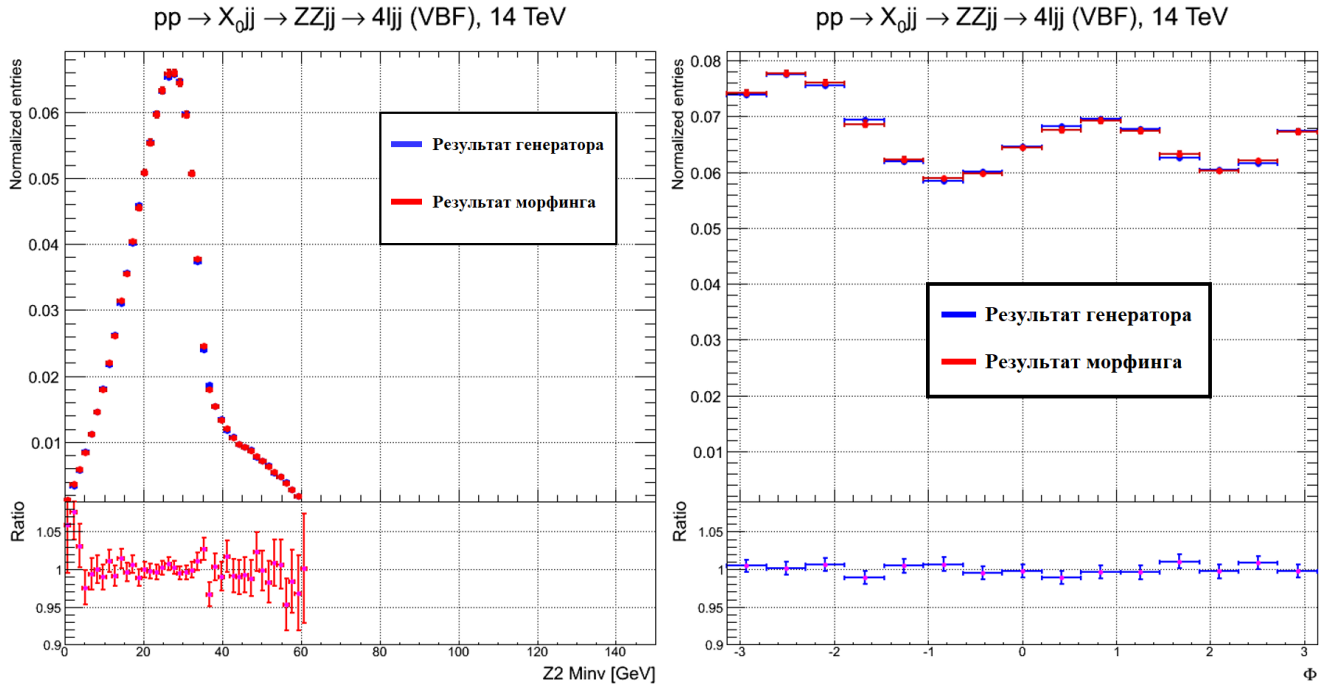 pp → X₀jj → ZZjj → 4ljj (VBF), 14 TeV
Normalized entries
0.06
0.05
0.04
0.03
0.02
0.01
Результат генератора
Результат морфинга
Ratio
1.05
1
0.95
0.9
0 20 40 60 80 100 120 140
Z2 Minv [GeV]
pp → X₀jj → ZZjj → 4ljj (VBF), 14 TeV
Normalized entries
0.08
0.07
0.06
0.05
0.04
0.03
0.02
0.01
Результат генератора
Результат морфинга
Ratio
1.05
1
0.95
0.9
-3 -2 -1 0 1 2 3
Φ